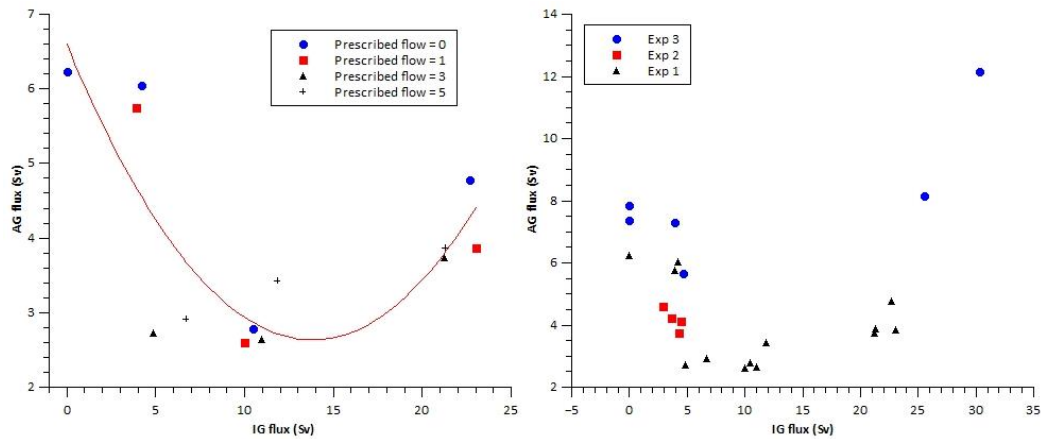 7
6
5
4
3
2
AG flux (Sv)
Prescribed flow = 0
Prescribed flow = 1
Prescribed flow = 3
Prescribed flow = 5
0
5
10
15
20
25
IG flux (Sv)
14
12
10
8
6
4
2
AG flux (Sv)
Exp 3
Exp 2
Exp 1
−5
0
5
10
15
20
25
30
35
IG flux (Sv)